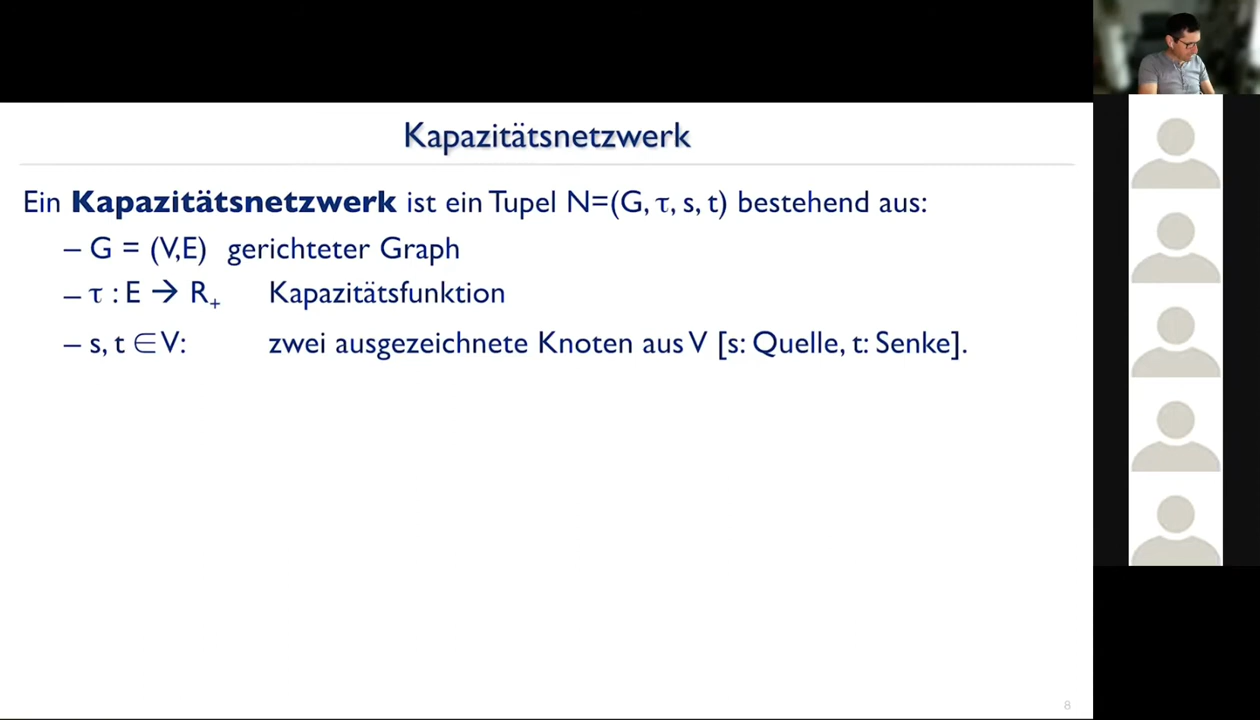 Kapazitätsnetzwerk
Ein Kapazitätsnetzwerk ist ein Tupel N=(G, τ, s, t) bestehend aus:
– G = (V,E) gerichteter Graph
– τ : E → R₊ Kapazitätsfunktion
– s, t ∈ V: zwei ausgezeichnete Knoten aus V [s: Quelle, t: Senke].
8